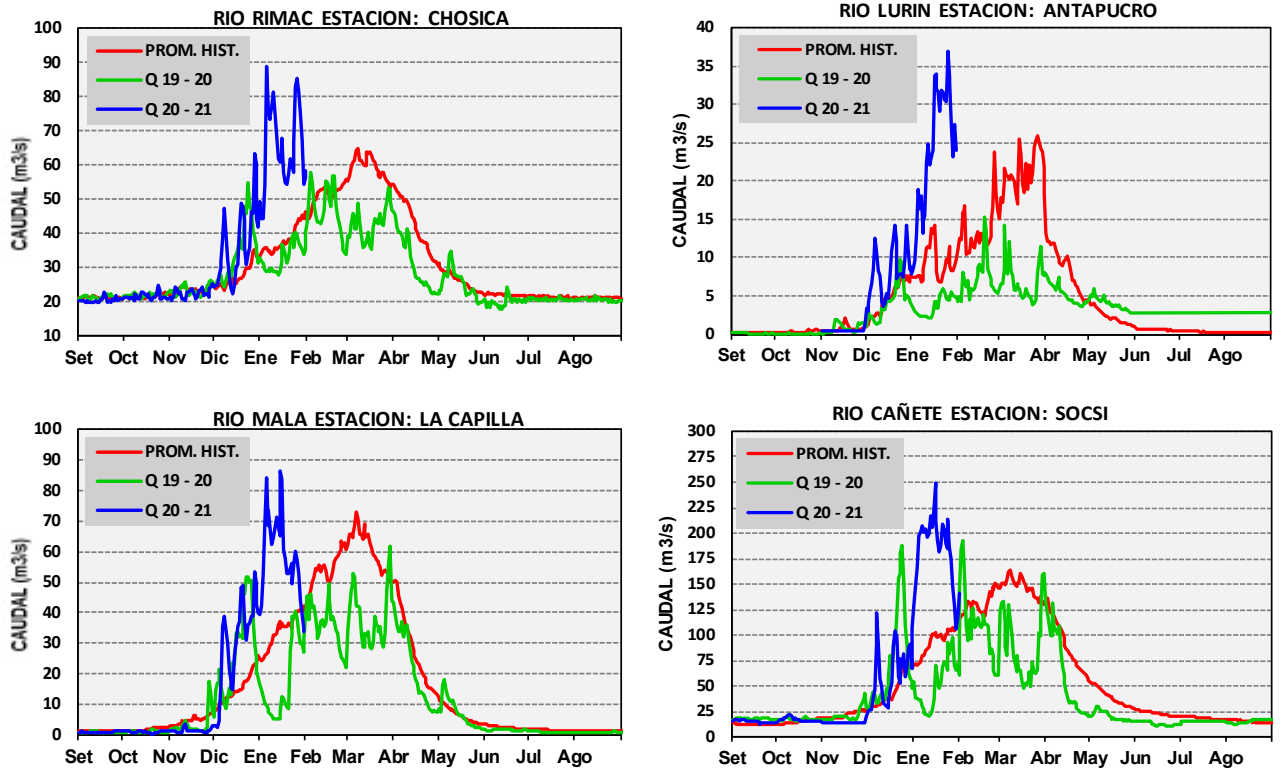 RIO RIMAC ESTACION: CHOSICA
CAUDAL (m3/s)
100
90
80
70
60
50
40
30
20
10
PROM. HIST.
Q 19 - 20
Q 20 - 21
Set Oct Nov Dic Ene Feb Mar Abr May Jun Jul Ago
RIO LURIN ESTACION: ANTAPUCRO
CAUDAL (m3/s)
40
35
30
25
20
15
10
5
0
PROM. HIST.
Q 19 - 20
Q 20 - 21
Set Oct Nov Dic Ene Feb Mar Abr May Jun Jul Ago
RIO MALA ESTACION: LA CAPILLA
CAUDAL (m3/s)
100
90
80
70
60
50
40
30
20
10
0
PROM. HIST.
Q 19 - 20
Q 20 - 21
Set Oct Nov Dic Ene Feb Mar Abr May Jun Jul Ago
RIO CAÑETE ESTACION: SOCSI
CAUDAL (m3/s)
300
275
250
225
200
175
150
125
100
75
50
25
0
PROM. HIST.
Q 19 - 20
Q 20 - 21
Set Oct Nov Dic Ene Feb Mar Abr May Jun Jul Ago